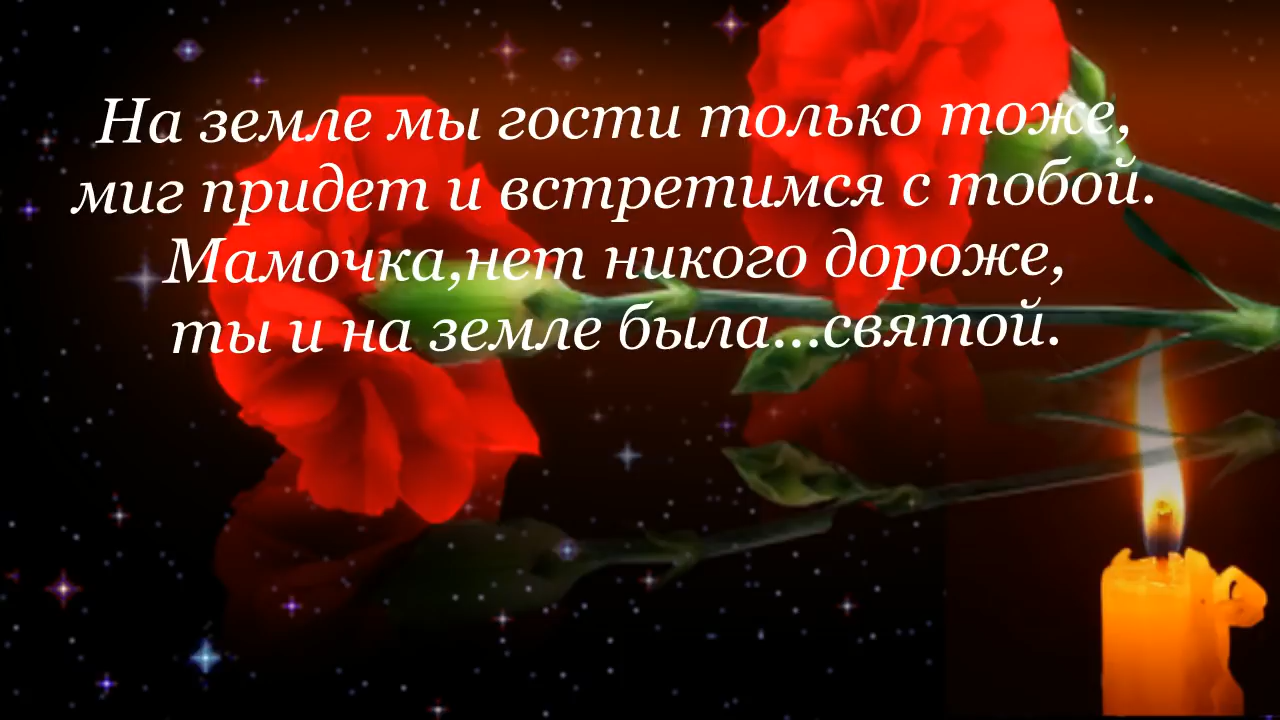 На земле мы гости только тоже,
миг придет и встретимся с тобой.
Мамочка,нет никого дороже,
ты и на земле была...святой.